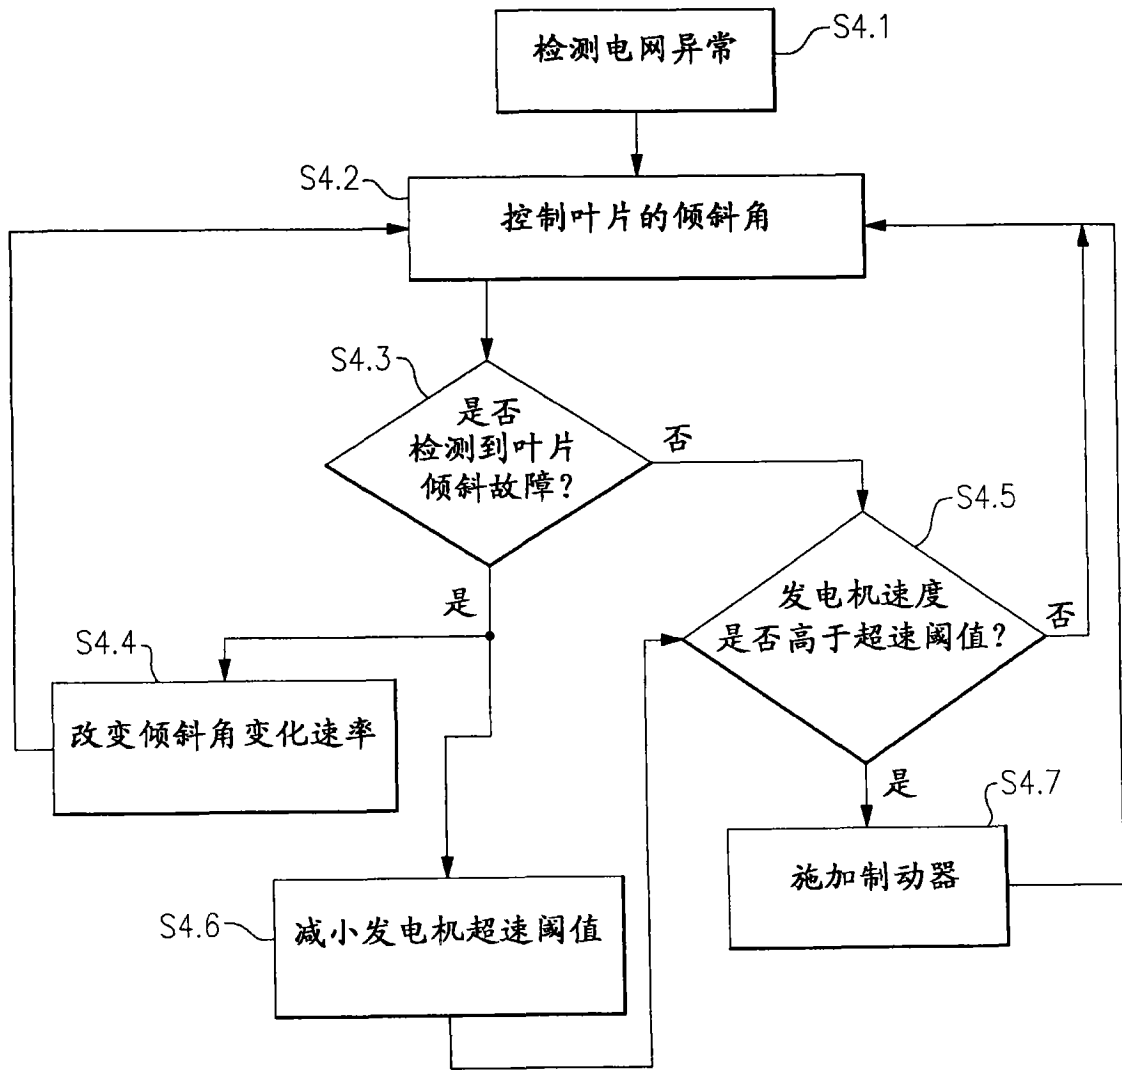 检测电网异常
S4.1
S4.2
控制叶片的倾斜角
S4.3
是否
检测到叶片
倾斜故障?
否
是
S4.5
发电机速度
是否高于超速阈值?
否
是
S4.4
改变倾斜角变化速率
S4.7
施加制动器
S4.6
减小发电机超速阈值